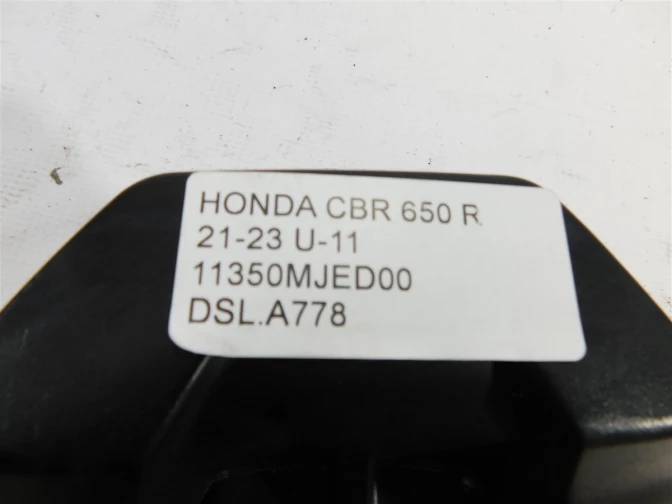 HONDA CBR 650 R
21-23 U-11
11350MJED00
DSL.A778